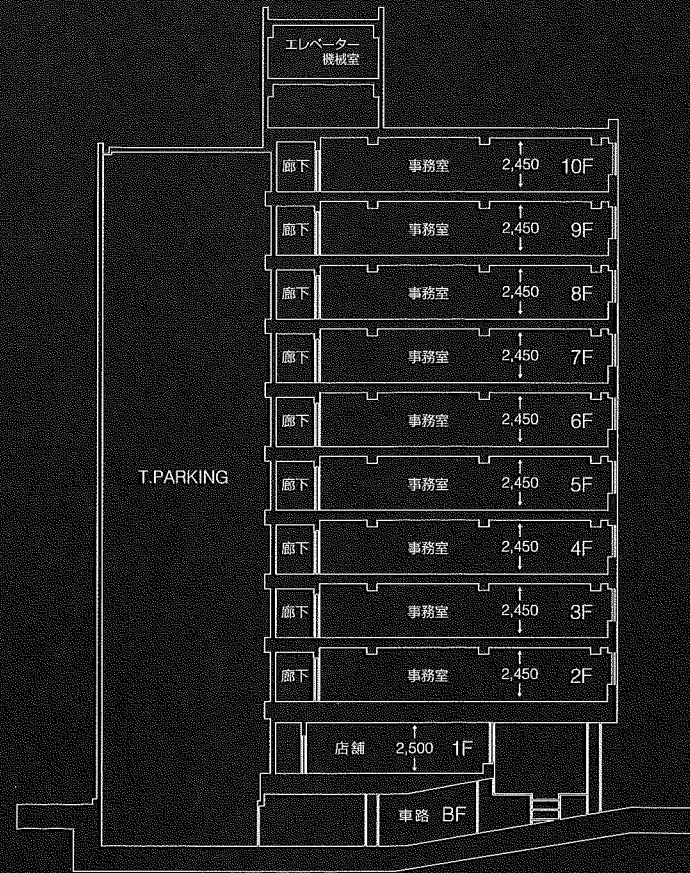 エレベーター
機械室
廊下 事務室 2,450 10F
廊下 事務室 2,450 9F
廊下 事務室 2,450 8F
廊下 事務室 2,450 7F
廊下 事務室 2,450 6F
T.PARKING
廊下 事務室 2,450 5F
廊下 事務室 2,450 4F
廊下 事務室 2,450 3F
廊下 事務室 2,450 2F
店舗 2,500 1F
車路 BF